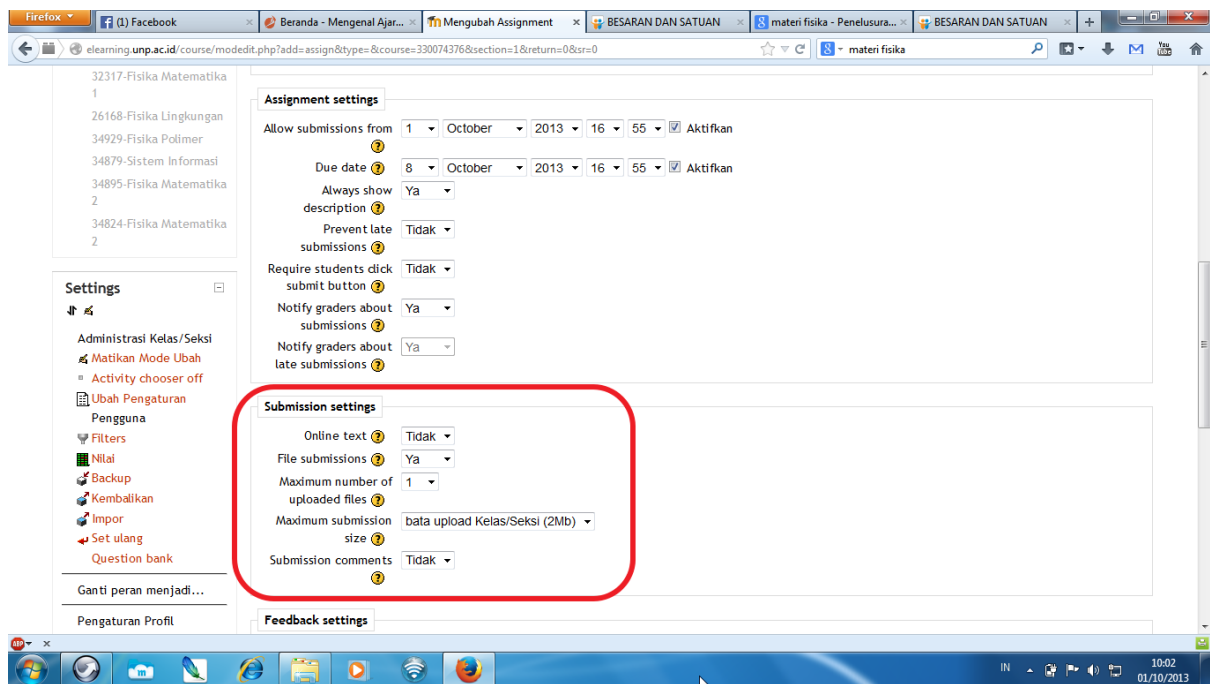 Firefox
(1) Facebook
Beranda - Mengenal Ajar...
Mengubah Assignment
BESARAN DAN SATUAN
materi fisika - Penelusura...
BESARAN DAN SATUAN
elearning.unp.ac.id/course/modedit.php?add=assign&type=&course=330074376&section=1&return=0&sr=0
materi fisika
32317-Fisika Matematika
1
26168-Fisika Lingkungan
34929-Fisika Polimer
34879-Sistem Informasi
34895-Fisika Matematika
2
34824-Fisika Matematika
2
Settings
Administrasi Kelas/Seksi
Matikan Mode Ubah
Activity chooser off
Ubah Pengaturan
Pengguna
Filters
Nilai
Backup
Kembalikan
Impor
Set ulang
Question bank
Ganti peran menjadi...
Pengaturan Profil
Assignment settings
Allow submissions from 1 October 2013 16 55 Aktifkan
Due date 8 October 2013 16 55 Aktifkan
Always show Ya
description
Prevent late Tidak
submissions
Require students click Tidak
submit button
Notify graders about Ya
submissions
Notify graders about Ya
late submissions
Submission settings
Online text Tidak
File submissions Ya
Maximum number of 1
uploaded files
Maximum submission bata upload Kelas/Seksi (2Mb)
size
Submission comments Tidak
Feedback settings
ABP
IN
10:02
01/10/2013